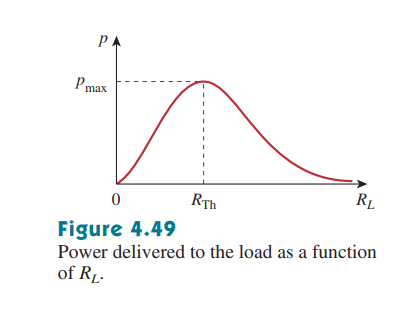 p
Pmax
0 RTh RL
Figure 4.49
Power delivered to the load as a function
of RL.